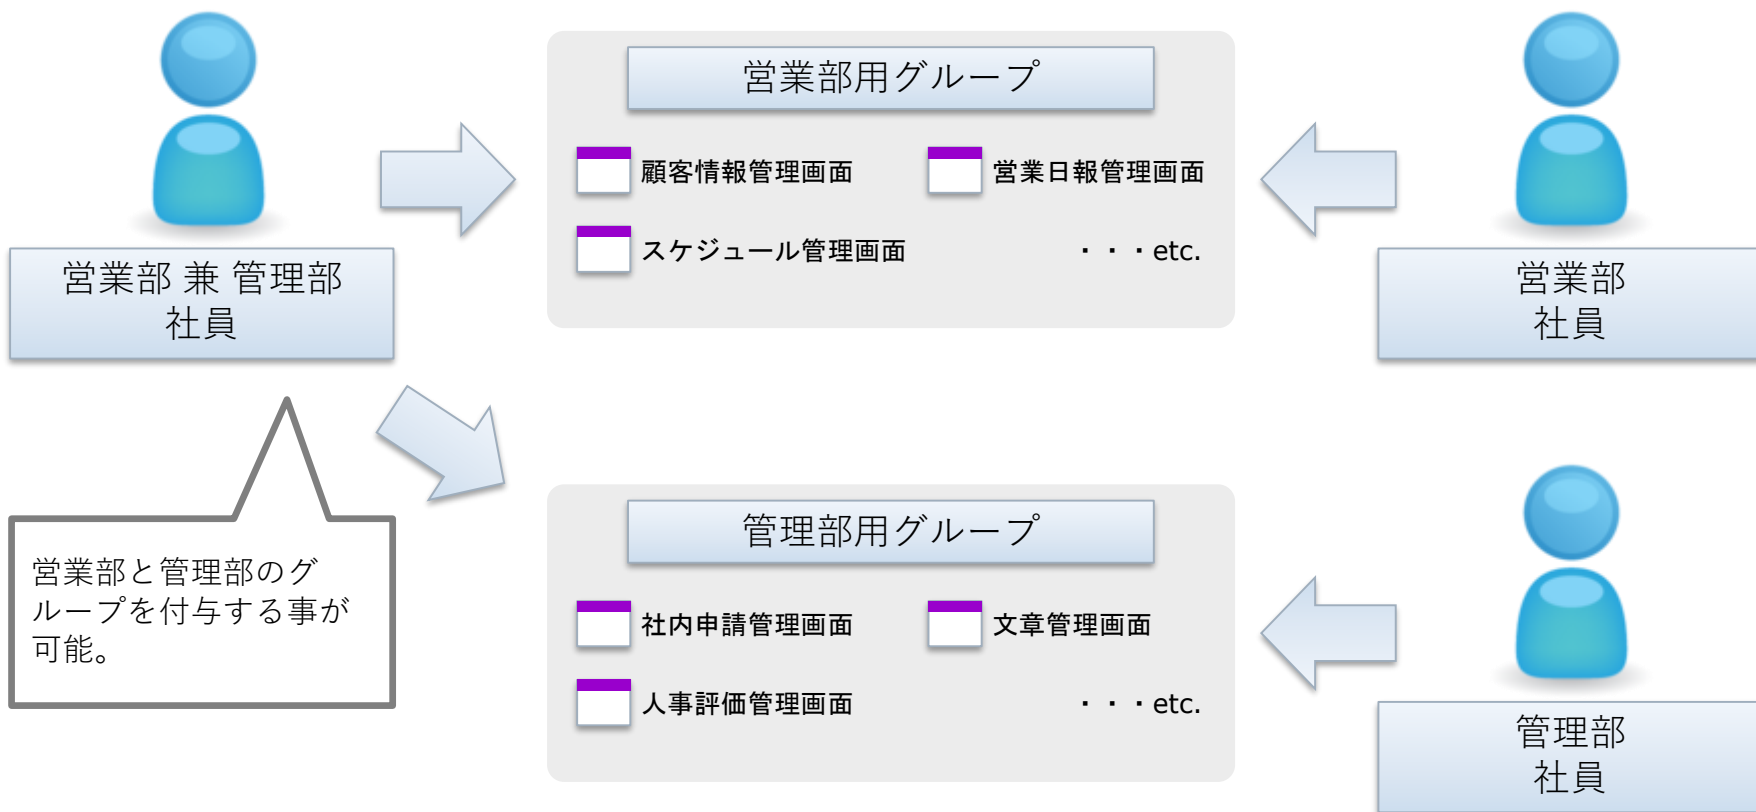 営業部用グループ
顧客情報管理画面
営業日報管理画面
スケジュール管理画面
・・・etc.
営業部 兼 管理部
社員
営業部
社員
営業部と管理部のグ
ループを付与する事が
可能。
管理部用グループ
社内申請管理画面
文章管理画面
人事評価管理画面
・・・etc.
管理部
社員